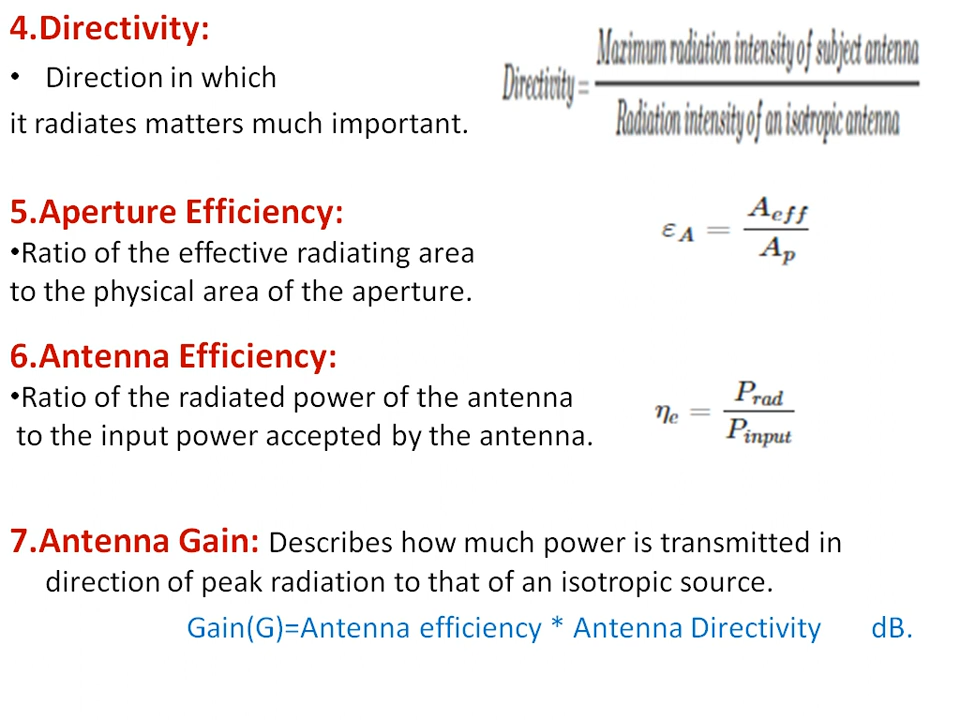 4.Directivity:
• Direction in which
it radiates matters much important.
Directivity = Maximum radiation intensity of subject antenna / Radiation intensity of an isotropic antenna
5.Aperture Efficiency:
•Ratio of the effective radiating area
to the physical area of the aperture.
εA = Aeff / Ap
6.Antenna Efficiency:
•Ratio of the radiated power of the antenna
to the input power accepted by the antenna.
ηe = Prad / Pinput
7.Antenna Gain: Describes how much power is transmitted in
direction of peak radiation to that of an isotropic source.
Gain(G)=Antenna efficiency * Antenna Directivity dB.